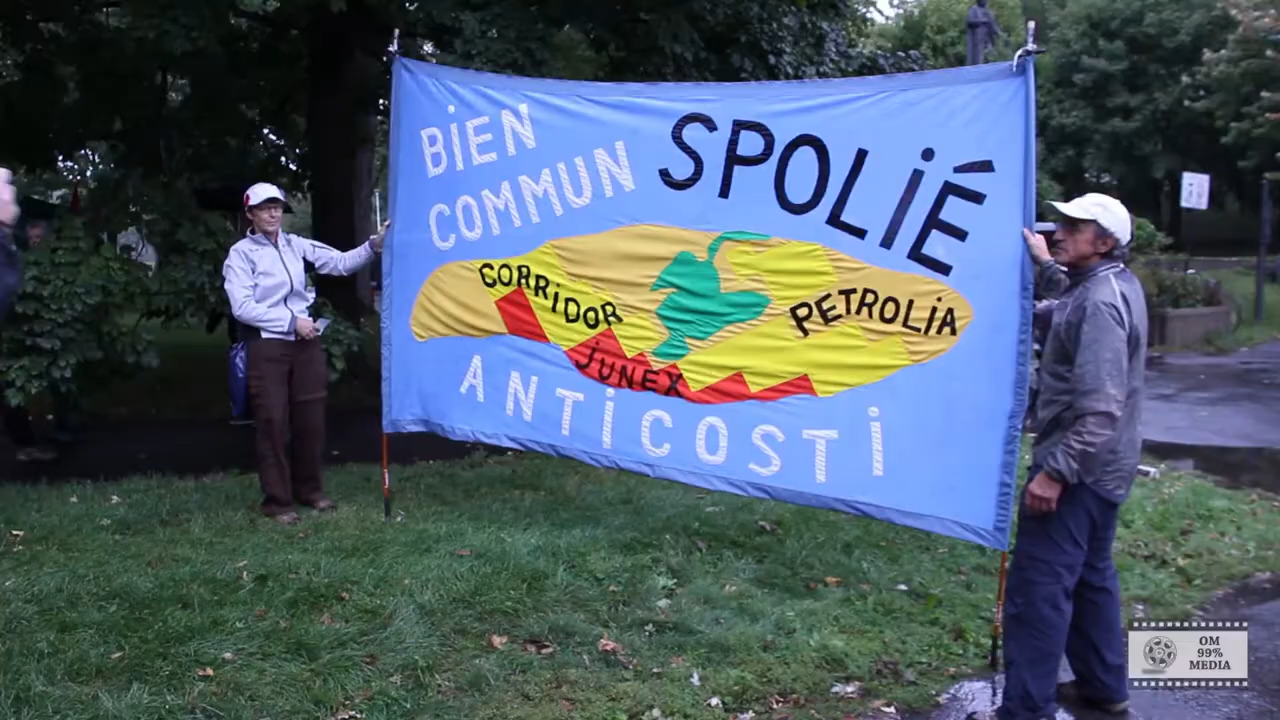 BiEN
COMMUN
SPOLiÉ
CORRiDOR
PETROLiA
jUNEX
ANTiCOSTi
OM
99%
MEDIA